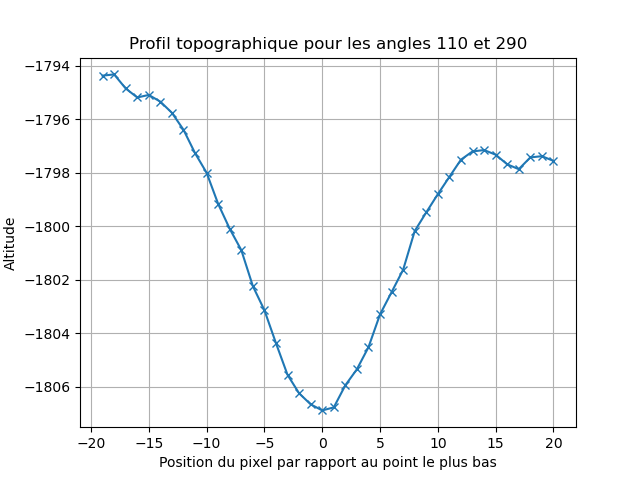 Profil topographique pour les angles 110 et 290
−1794
−1796
−1798
−1800
−1802
−1804
−1806
Altitude
−20 −15 −10 −5 0 5 10 15 20
Position du pixel par rapport au point le plus bas